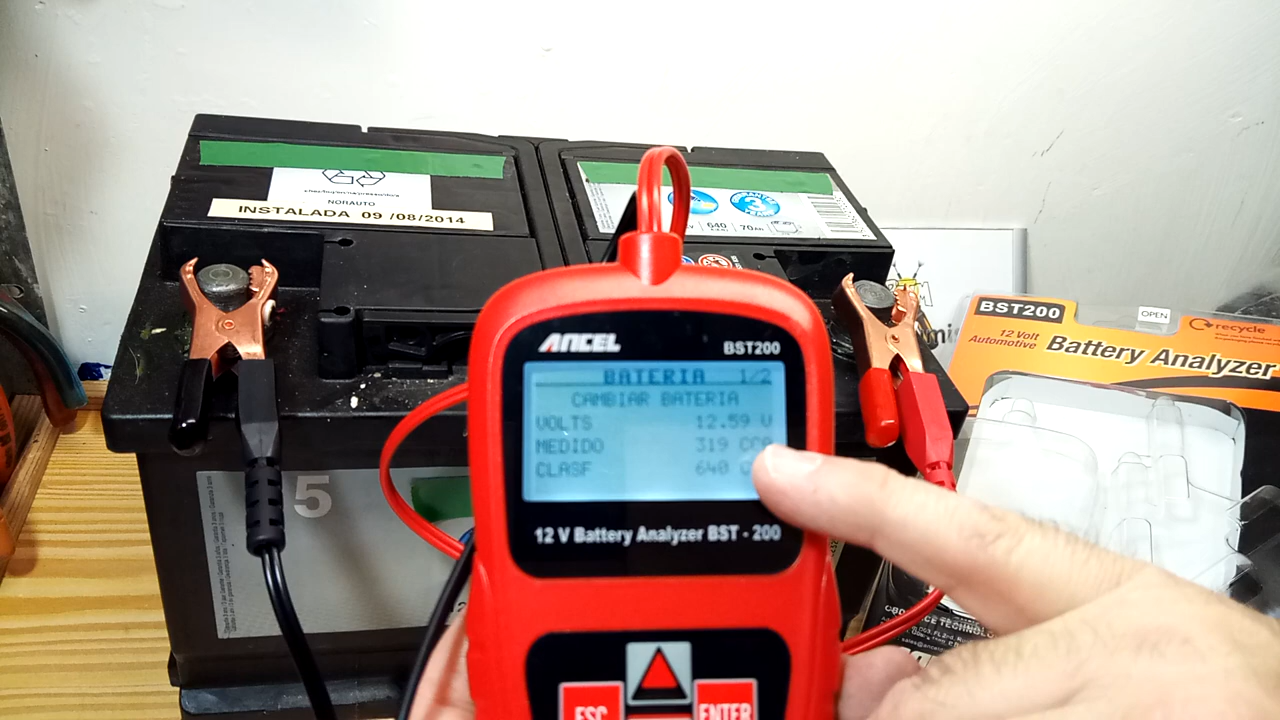 NORAUTO
INSTALADA 09/08/2014
3
640
70Ah
5
ANCEL
BST200
BATERIA 1/2
CAMBIAR BATERIA
VOLTS 12.59 V
MEDIDO 319 CCA
CLASF 640
12 V Battery Analyzer BST - 200
ESC
ENTER
BST200
OPEN
recycle
12 Volt
Automotive
Battery Analyzer